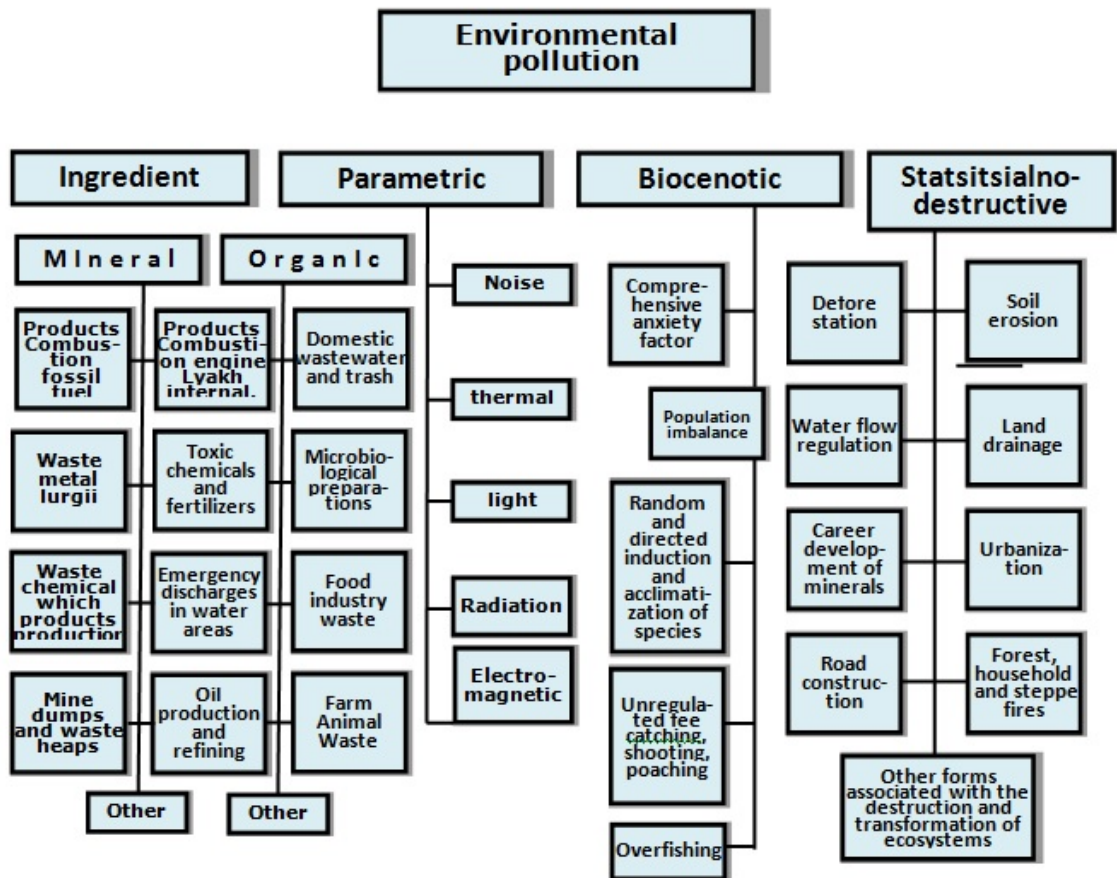 Environmental
pollution
Ingredient
Parametric
Biocenotic
Statsitsialno-
destructive
Mineral
Organic
Products
Combus-
tion
fossil
fuel
Products
Combusti-
on engine
Lyakh
internal.
Domestic
wastewater
and trash
Waste
metal
lurgii
Toxic
chemicals
and
fertilizers
Microbio-
logical
prepara-
tions
Waste
chemical
which
products
production
Emergency
discharges
in water
areas
Food
industry
waste
Mine
dumps
and waste
heaps
Oil
production
and
refining
Farm
Animal
Waste
Other
Other
Noise
thermal
light
Radiation
Electro-
magnetic
Compre-
hensive
anxiety
factor
Population
imbalance
Random
and
directed
induction
and
acclimati-
zation of
species
Unregula-
ted fee
catching,
shooting,
poaching
Overfishing
Defore
station
Soil
erosion
Water flow
regulation
Land
drainage
Career
develop-
ment of
minerals
Urbaniza-
tion
Road
construc-
tion
Forest,
household
and steppe
fires
Other forms
associated with the
destruction and
transformation of
ecosystems